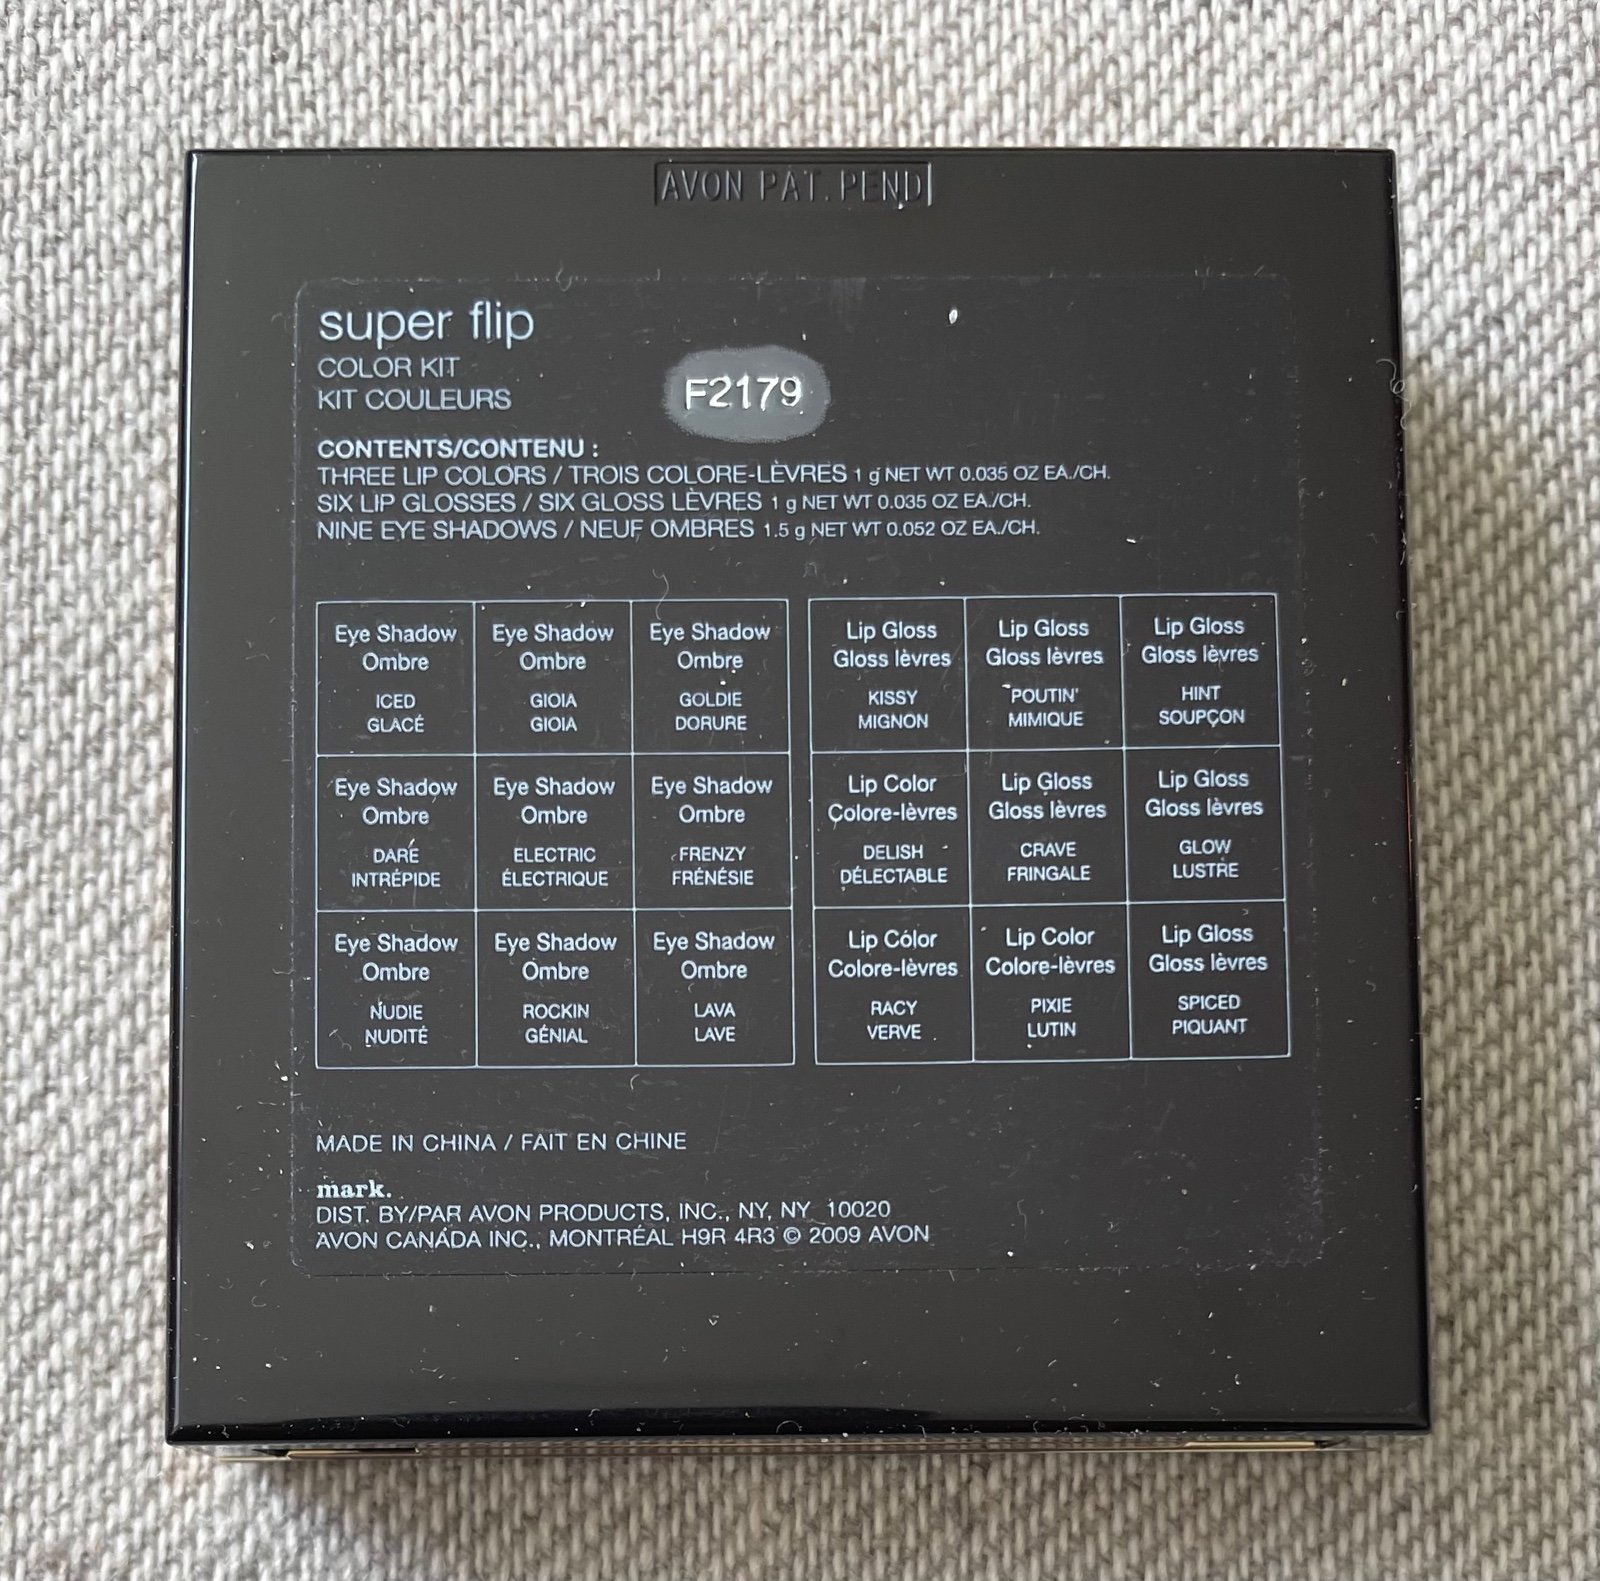 AVON PAT. PEND
super flip
COLOR KIT
KIT COULEURS
F2179
CONTENTS/CONTENU :
THREE LIP COLORS / TROIS COLORE-LÈVRES 1 g NET WT 0.035 OZ EA./CH.
SIX LIP GLOSSES / SIX GLOSS LÈVRES 1 g NET WT 0.035 OZ EA./CH.
NINE EYE SHADOWS / NEUF OMBRES 1.5 g NET WT 0.052 OZ EA./CH.
Eye Shadow
Ombre
ICED
GLACÉ
Eye Shadow
Ombre
GIOIA
GIOIA
Eye Shadow
Ombre
GOLDIE
DORURE
Lip Gloss
Gloss lèvres
KISSY
MIGNON
Lip Gloss
Gloss lèvres
POUTIN'
MIMIQUE
Lip Gloss
Gloss lèvres
HINT
SOUPÇON
Eye Shadow
Ombre
DARE
INTRÉPIDE
Eye Shadow
Ombre
ELECTRIC
ÉLECTRIQUE
Eye Shadow
Ombre
FRENZY
FRÉNÉSIE
Lip Color
Colore-lèvres
DELISH
DÉLECTABLE
Lip Gloss
Gloss lèvres
CRAVE
FRINGALE
Lip Gloss
Gloss lèvres
GLOW
LUSTRE
Eye Shadow
Ombre
NUDIE
NUDITÉ
Eye Shadow
Ombre
ROCKIN
GÉNIAL
Eye Shadow
Ombre
LAVA
LAVE
Lip Color
Colore-lèvres
RACY
VERVE
Lip Color
Colore-lèvres
PIXIE
LUTIN
Lip Gloss
Gloss lèvres
SPICED
PIQUANT
MADE IN CHINA / FAIT EN CHINE
mark.
DIST. BY/PAR AVON PRODUCTS, INC., NY, NY 10020
AVON CANADA INC., MONTRÉAL H9R 4R3 © 2009 AVON